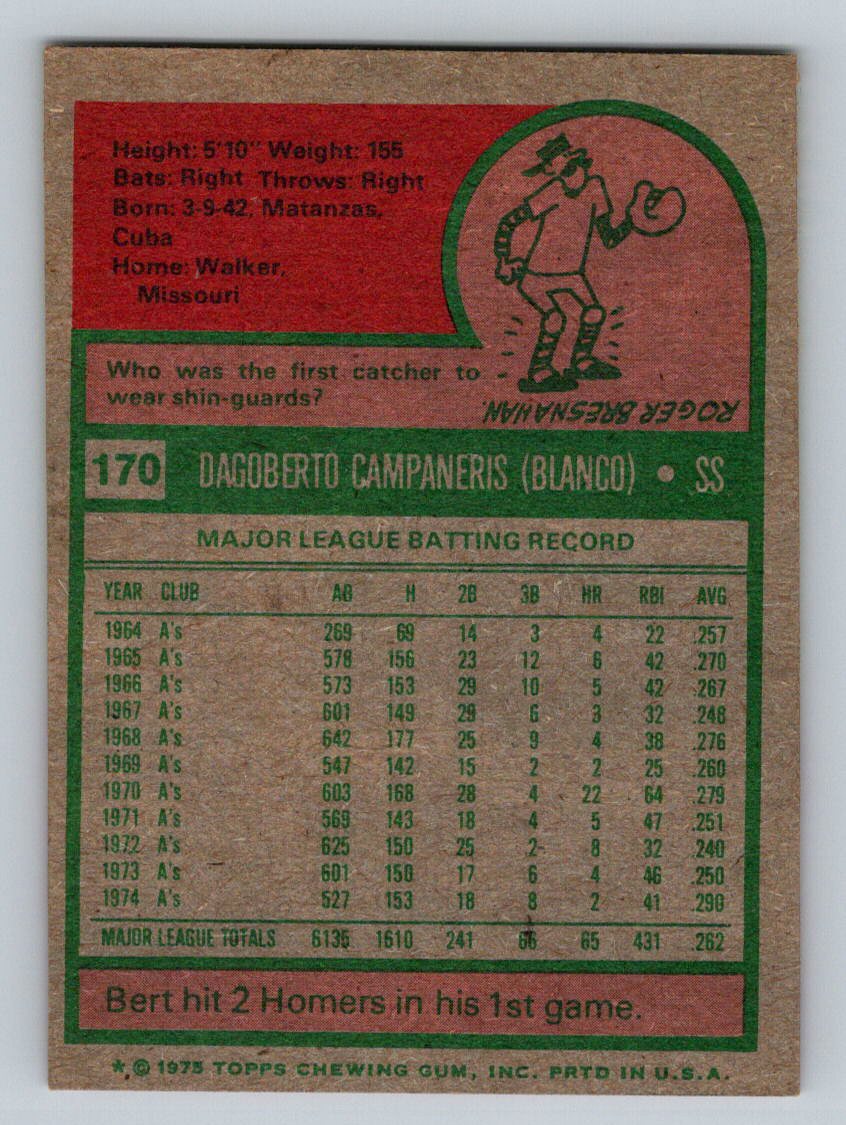 Height: 5'10" Weight: 155
Bats: Right Throws: Right
Born: 3-9-42, Matanzas,
Cuba
Home: Walker,
Missouri
Who was the first catcher to
wear shin-guards?
ROGER BRESNAHAN.
170 DAGOBERTO CAMPANERIS (BLANCO) • SS
MAJOR LEAGUE BATTING RECORD
YEAR CLUB AB H 2B 3B HR RBI AVG.
1964 A's 269 69 14 3 4 22 .257
1965 A's 578 156 23 12 6 42 .270
1966 A's 573 153 29 10 5 42 .267
1967 A's 601 149 29 6 3 32 .248
1968 A's 642 177 25 9 4 38 .276
1969 A's 547 142 15 2 2 25 .260
1970 A's 603 168 28 4 22 64 .279
1971 A's 569 143 18 4 5 47 .251
1972 A's 625 150 25 2 8 32 .240
1973 A's 601 150 17 6 4 46 .250
1974 A's 527 153 18 8 2 41 .290
MAJOR LEAGUE TOTALS 6135 1610 241 66 65 431 .262
Bert hit 2 Homers in his 1st game.
* © 1975 TOPPS CHEWING GUM, INC. PRTD IN U.S.A.